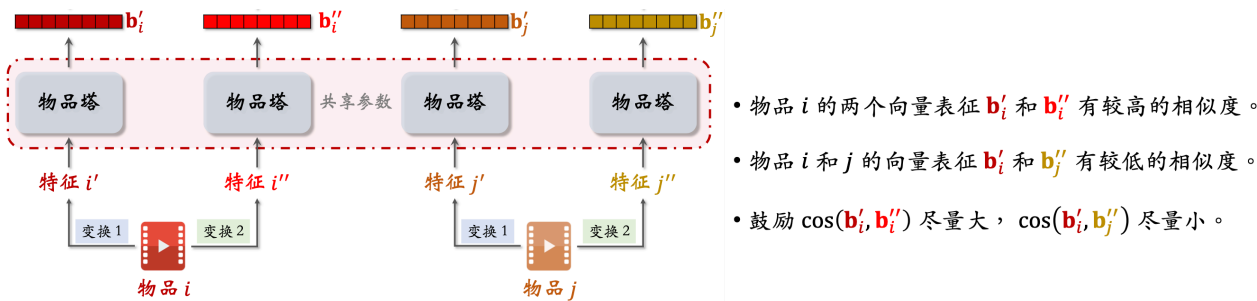 b′ᵢ b″ᵢ b′ⱼ b″ⱼ
物品塔 物品塔 共享参数 物品塔 物品塔
特征 i′ 特征 i″ 特征 j′ 特征 j″
变换 1 变换 2 变换 1 变换 2
物品 i 物品 j
• 物品 i 的两个向量表征 b′ᵢ 和 b″ᵢ 有较高的相似度。
• 物品 i 和 j 的向量表征 b′ᵢ 和 b″ⱼ 有较低的相似度。
• 鼓励 cos(b′ᵢ, b″ᵢ) 尽量大， cos(b′ᵢ, b″ⱼ) 尽量小。